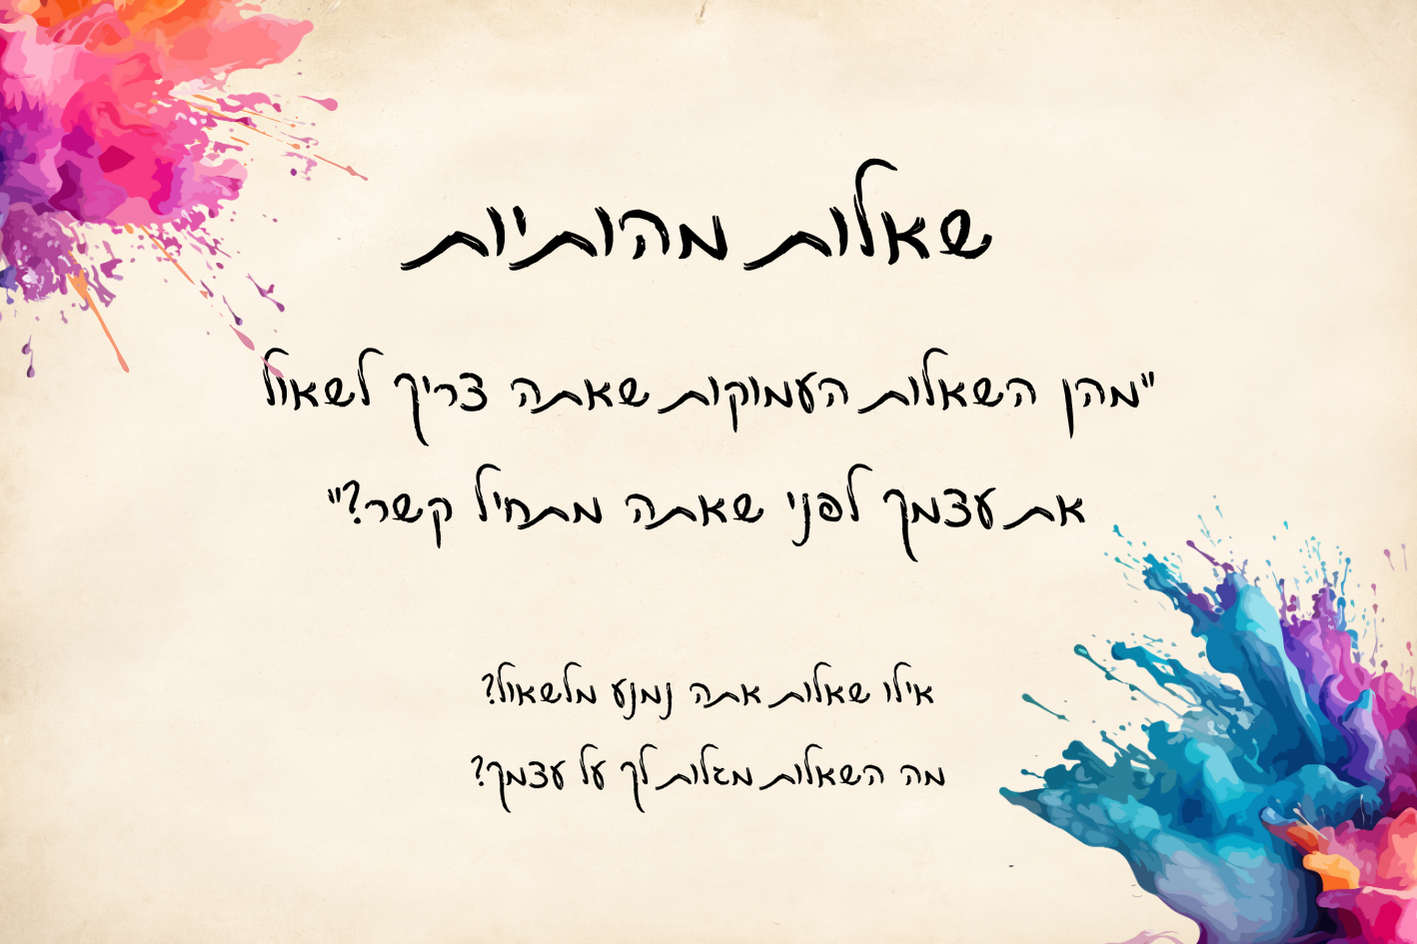 שאלות מהותיות
"מהן השאלות העמוקות שאתה צריך לשאול
את עצמך לפני שאתה מתחיל קשר?"
אילו שאלות אתה נמנע מלשאול?
מה השאלות מגלות לך על עצמך?